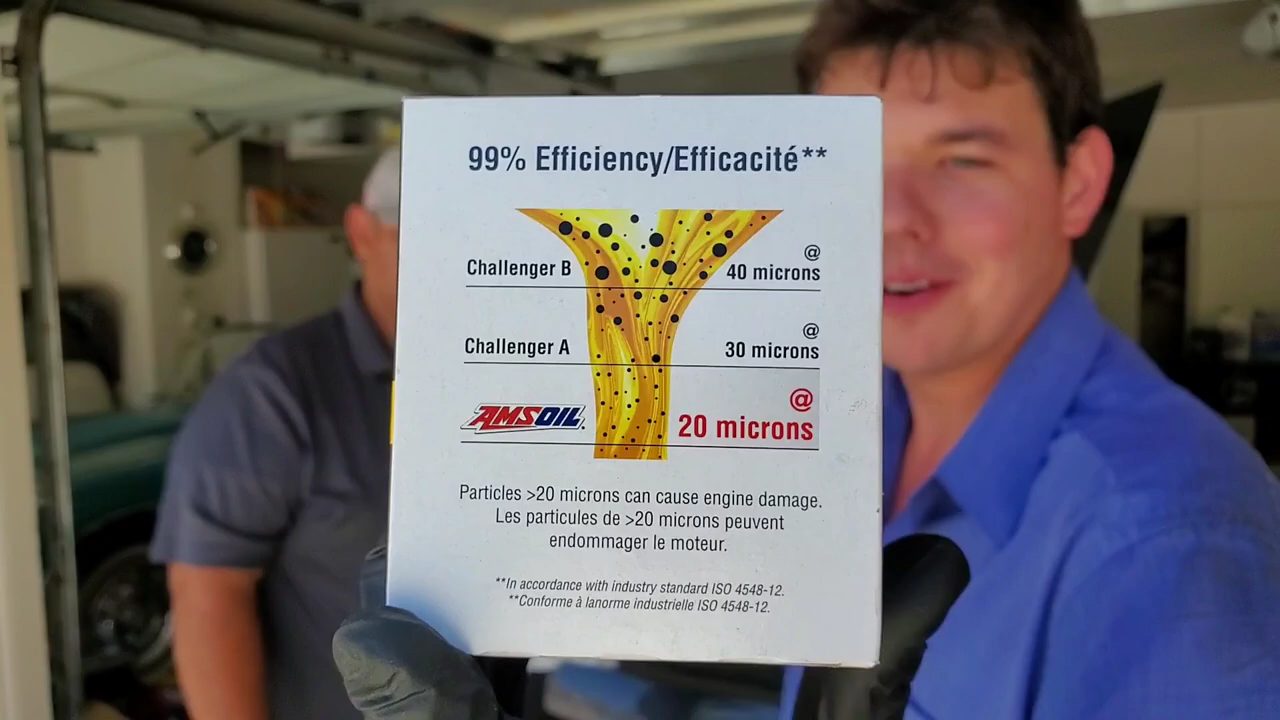 99% Efficiency/Efficacité**
Challenger B
@
40 microns
Challenger A
@
30 microns
AMSOIL
@
20 microns
Particles >20 microns can cause engine damage.
Les particules de >20 microns peuvent
endommager le moteur.
**In accordance with industry standard ISO 4548-12.
**Conforme à lanorme industrielle ISO 4548-12.